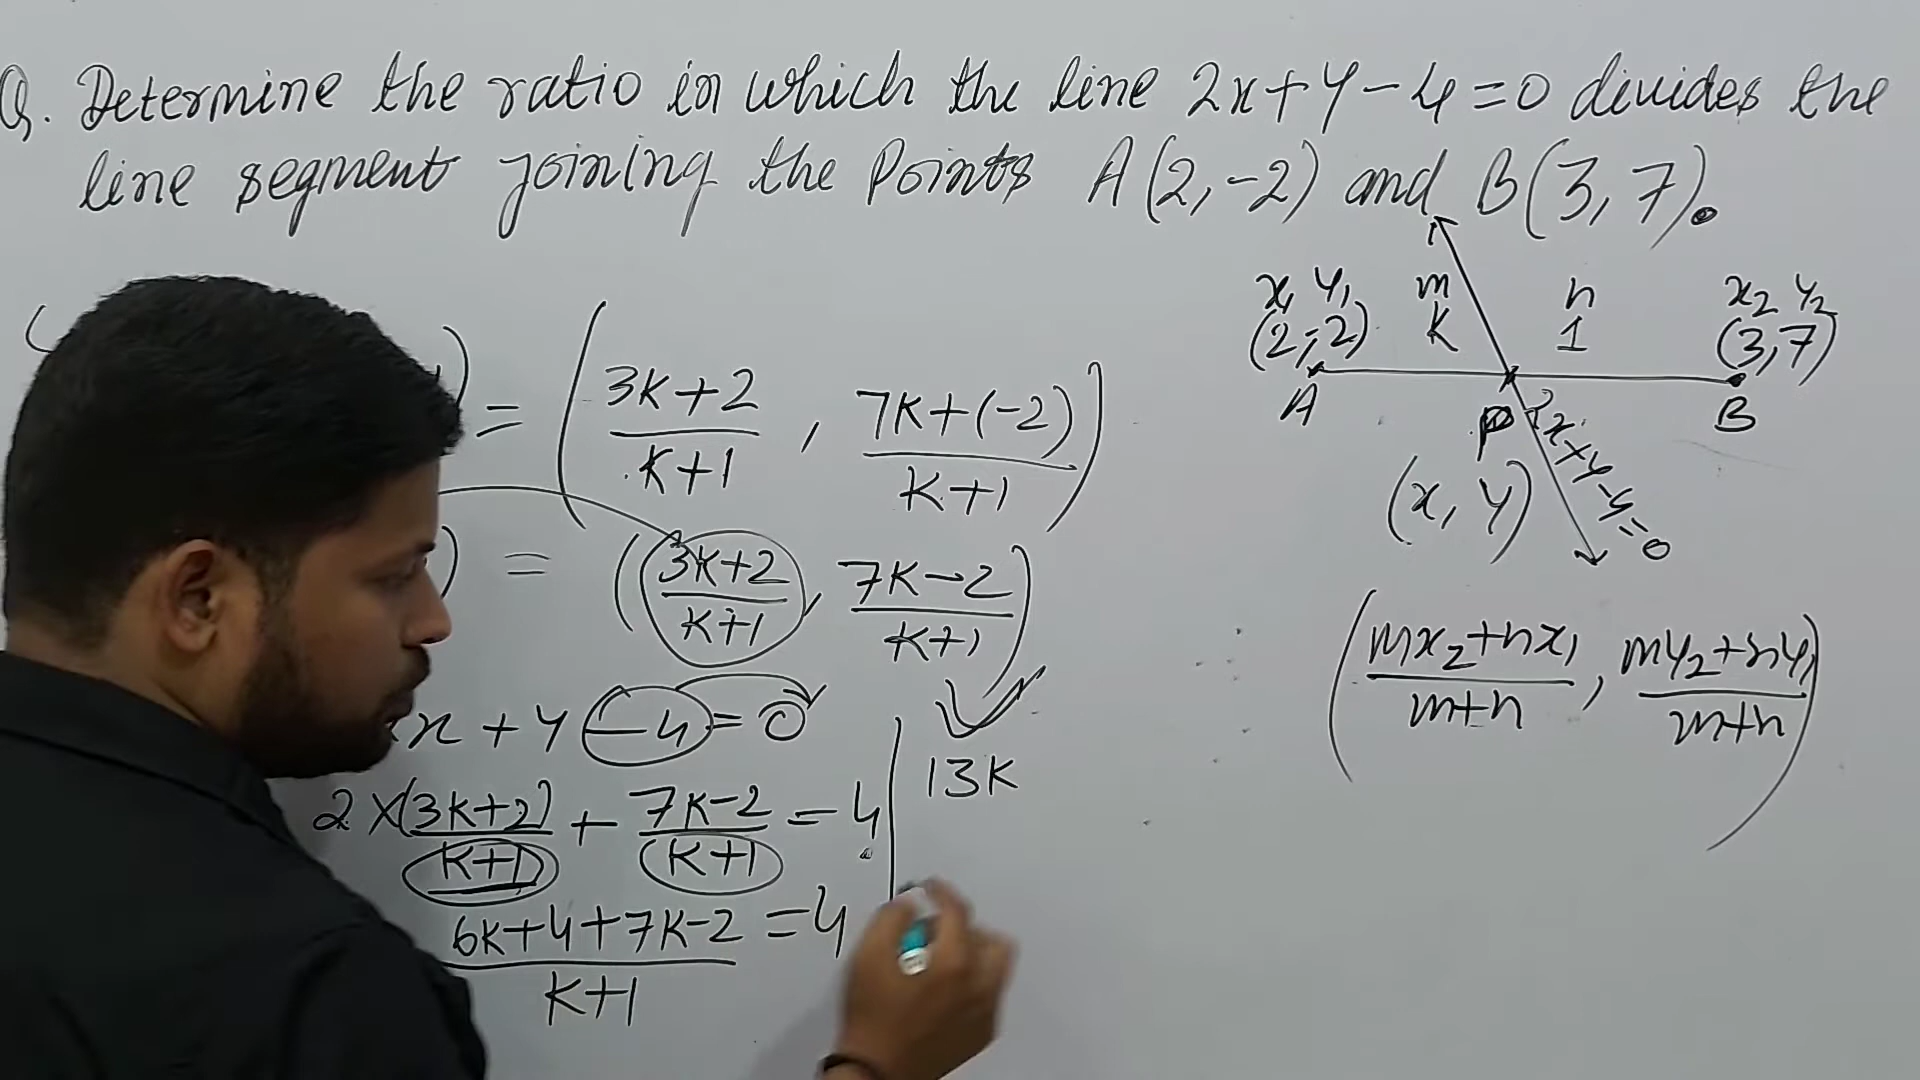 Q. Determine the ratio in which the line 2x+y-4=0 divides the
line segment joining the Points A(2,-2) and B(3,7).
x₁ y₁ m n x₂ y₂
(2,-2) K 1 (3,7)
A P B
(x, y)
2x+y-4=0
= (3K+2/K+1, 7K+(-2)/K+1)
) = (3K+2/K+1, 7K-2/K+1)
(mx₂+nx₁/m+n, my₂+ny₁/m+n)
x+y-4=0
2×(3K+2)/K+1 + 7K-2/K+1 = 4
6K+4+7K-2/K+1 = 4
13K